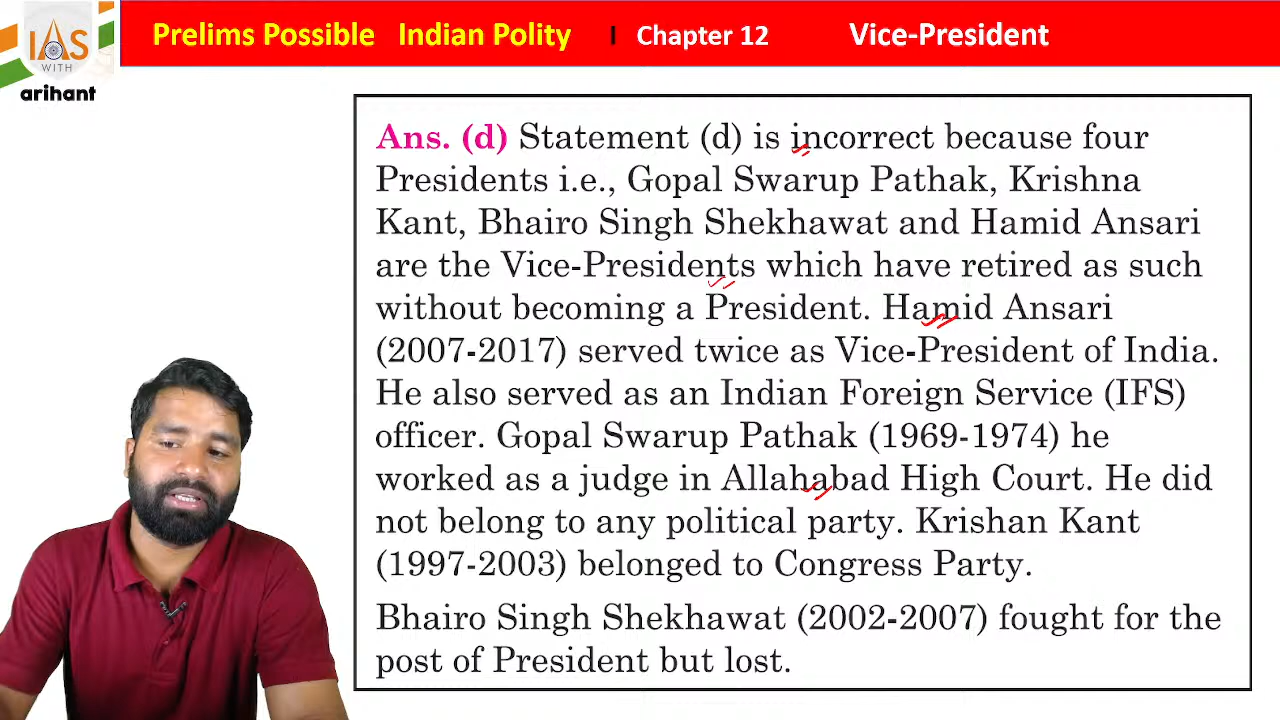 IAS
WITH
arihant
Prelims Possible Indian Polity | Chapter 12 Vice-President
Ans. (d) Statement (d) is incorrect because four
Presidents i.e., Gopal Swarup Pathak, Krishna
Kant, Bhairo Singh Shekhawat and Hamid Ansari
are the Vice-Presidents which have retired as such
without becoming a President. Hamid Ansari
(2007-2017) served twice as Vice-President of India.
He also served as an Indian Foreign Service (IFS)
officer. Gopal Swarup Pathak (1969-1974) he
worked as a judge in Allahabad High Court. He did
not belong to any political party. Krishan Kant
(1997-2003) belonged to Congress Party.
Bhairo Singh Shekhawat (2002-2007) fought for the
post of President but lost.